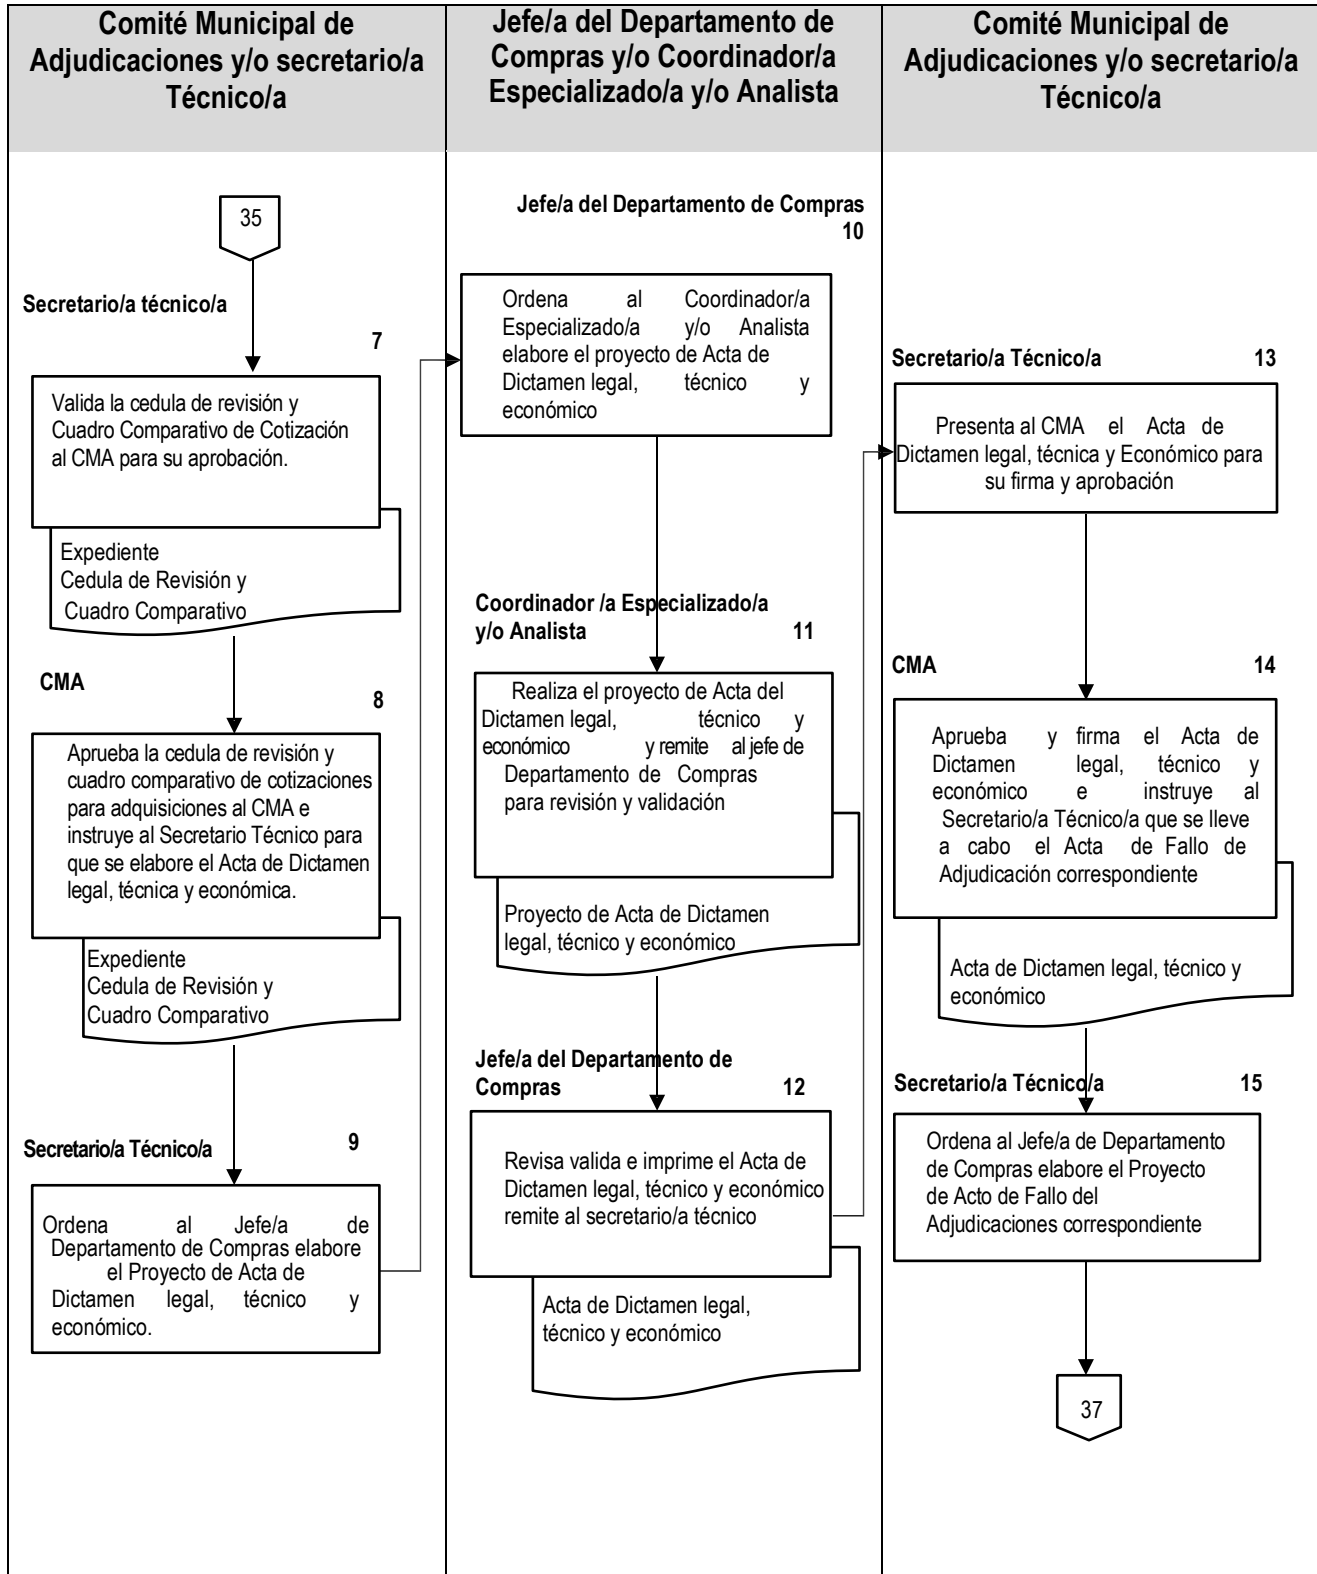 Comité Municipal de
Adjudicaciones y/o secretario/a
Técnico/a
Jefe/a del Departamento de
Compras y/o Coordinador/a
Especializado/a y/o Analista
Comité Municipal de
Adjudicaciones y/o secretario/a
Técnico/a
35
Secretario/a técnico/a
7
Valida la cedula de revisión y
Cuadro Comparativo de Cotización
al CMA para su aprobación.
Expediente
Cedula de Revisión y
Cuadro Comparativo
CMA
8
Aprueba la cedula de revisión y
cuadro comparativo de cotizaciones
para adquisiciones al CMA e
instruye al Secretario Técnico para
que se elabore el Acta de Dictamen
legal, técnica y económica.
Expediente
Cedula de Revisión y
Cuadro Comparativo
Secretario/a Técnico/a
9
Ordena al Jefe/a de
Departamento de Compras elabore
el Proyecto de Acta de
Dictamen legal, técnico y
económico.
Jefe/a del Departamento de Compras
10
Ordena al Coordinador/a
Especializado/a y/o Analista
elabore el proyecto de Acta de
Dictamen legal, técnico y
económico
Coordinador /a Especializado/a
y/o Analista 11
Realiza el proyecto de Acta del
Dictamen legal, técnico y
económico y remite al jefe de
Departamento de Compras
para revisión y validación
Proyecto de Acta de Dictamen
legal, técnico y económico
Jefe/a del Departamento de
Compras 12
Revisa valida e imprime el Acta de
Dictamen legal, técnico y económico
remite al secretario/a técnico
Acta de Dictamen legal,
técnico y económico
Secretario/a Técnico/a 13
Presenta al CMA el Acta de
Dictamen legal, técnica y Económico para
su firma y aprobación
CMA 14
Aprueba y firma el Acta de
Dictamen legal, técnico y
económico e instruye al
Secretario/a Técnico/a que se lleve
a cabo el Acta de Fallo de
Adjudicación correspondiente
Acta de Dictamen legal, técnico y
económico
Secretario/a Técnico/a 15
Ordena al Jefe/a de Departamento
de Compras elabore el Proyecto
de Acto de Fallo del
Adjudicaciones correspondiente
37